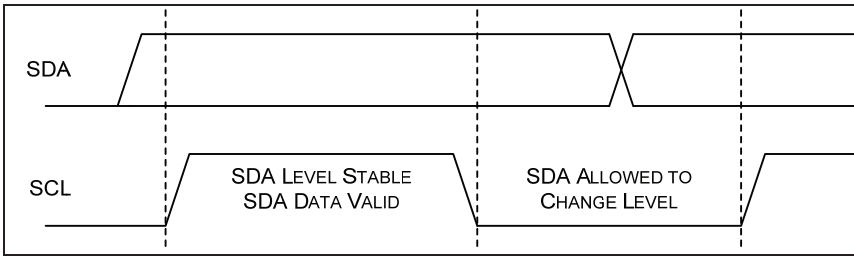 SDA
SCL
SDA LEVEL STABLE
SDA DATA VALID
SDA ALLOWED TO
CHANGE LEVEL